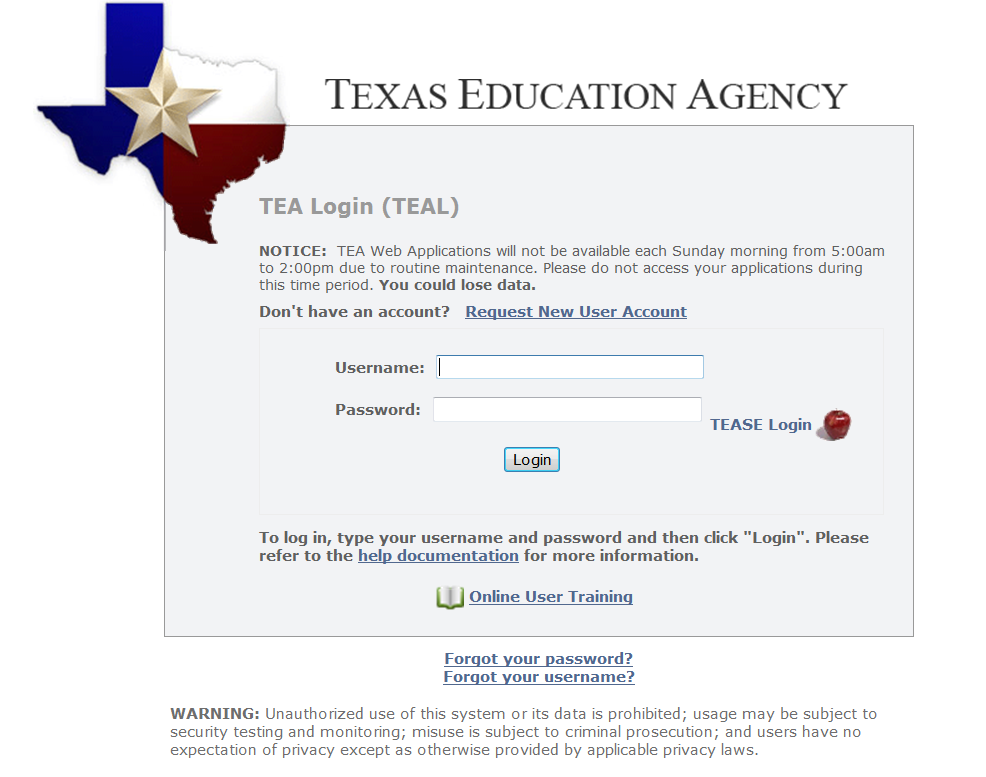 TEXAS EDUCATION AGENCY
TEA Login (TEAL)
NOTICE: TEA Web Applications will not be available each Sunday morning from 5:00am
to 2:00pm due to routine maintenance. Please do not access your applications during
this time period. You could lose data.
Don't have an account? Request New User Account
Username:
Password:
TEASE Login
Login
To log in, type your username and password and then click "Login". Please
refer to the help documentation for more information.
Online User Training
Forgot your password?
Forgot your username?
WARNING: Unauthorized use of this system or its data is prohibited; usage may be subject to
security testing and monitoring; misuse is subject to criminal prosecution; and users have no
expectation of privacy except as otherwise provided by applicable privacy laws.